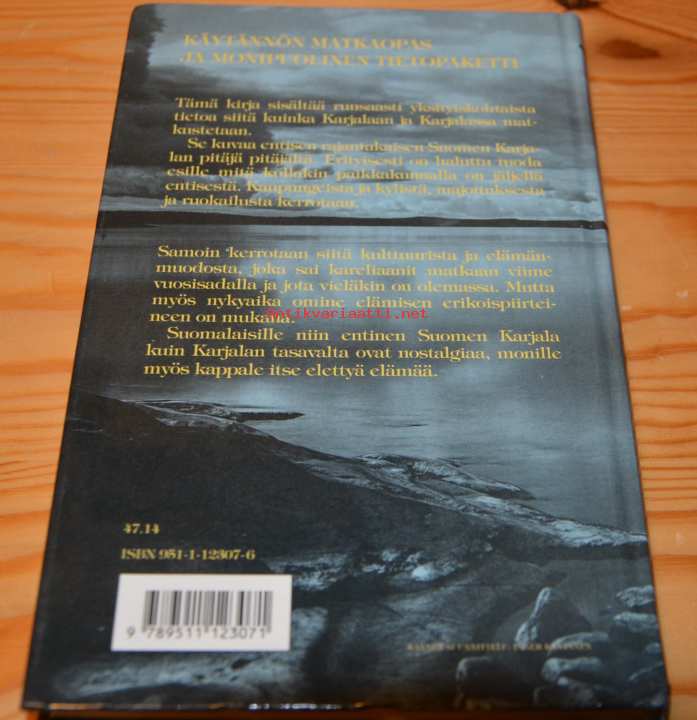 KÄYTÄNNÖN MATKAOPAS
JA MONIPUOLINEN TIETOPAKETTI
Tämä kirja sisältää runsaasti yksityiskohtaista
tietoa siitä kuinka Karjalaan ja Karjalassa mat-
kustetaan.
Se kuvaa entisen rajantakaisen Suomen Karja-
lan pitäjä pitäjältä. Erityisesti on haluttu tuoda
esille mitä kullakin paikkakunnalla on jäljellä
entisestä. Kaupungeista ja kylistä, majoituksesta
ja ruokailusta kerrotaan.
Samoin kerrotaan siitä kulttuurista ja elämän-
muodosta, joka sai kareliaanit matkaan viime
vuosisadalla ja jota vieläkin on olemassa. Mutta
myös nykyaika omine elämisen erikoispiirtei-
neen on mukana.
antikvariaatti.net
Suomalaisille niin entinen Suomen Karjala
kuin Karjalan tasavalta ovat nostalgiaa, monille
myös kappale itse elettyä elämää.
47.14
ISBN 951-1-12307-6
9 789511 123071